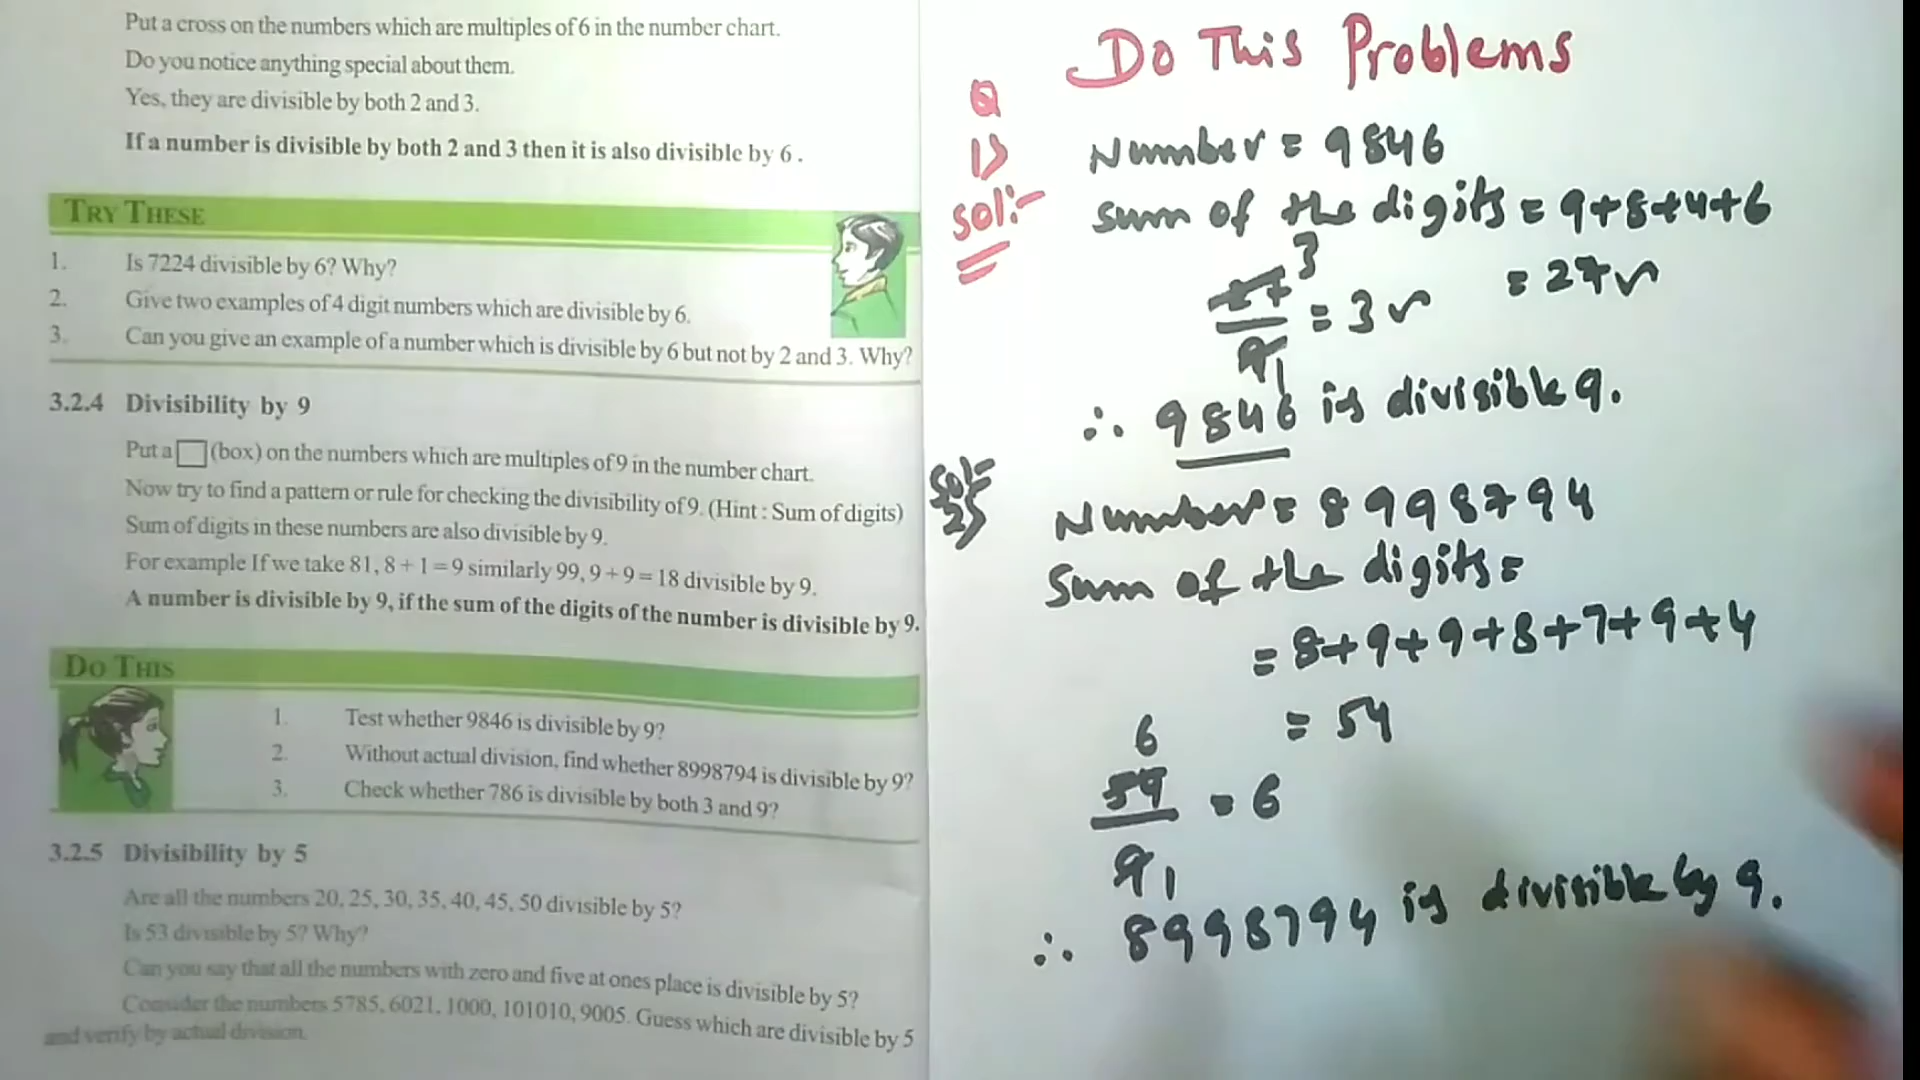 Put a cross on the numbers which are multiples of 6 in the number chart.
Do you notice anything special about them.
Yes, they are divisible by both 2 and 3.
If a number is divisible by both 2 and 3 then it is also divisible by 6 .
TRY THESE
1. Is 7224 divisible by 6? Why?
2. Give two examples of 4 digit numbers which are divisible by 6.
3. Can you give an example of a number which is divisible by 6 but not by 2 and 3. Why?
3.2.4 Divisibility by 9
Put a (box) on the numbers which are multiples of 9 in the number chart.
Now try to find a pattern or rule for checking the divisibility of 9. (Hint : Sum of digits)
Sum of digits in these numbers are also divisible by 9.
For example If we take 81, 8 + 1 = 9 similarly 99, 9 + 9 = 18 divisible by 9.
A number is divisible by 9, if the sum of the digits of the number is divisible by 9.
DO THIS
1. Test whether 9846 is divisible by 9?
2. Without actual division, find whether 8998794 is divisible by 9?
3. Check whether 786 is divisible by both 3 and 9?
3.2.5 Divisibility by 5
Are all the numbers 20, 25, 30, 35, 40, 45, 50 divisible by 5?
Is 53 divisible by 5? Why?
Can you say that all the numbers with zero and five at ones place is divisible by 5?
Consider the numbers 5785, 6021, 1000, 101010, 9005. Guess which are divisible by 5
and verify by actual division.
Do This Problems
Q
1>
Sol:-
Number = 9846
Sum of the digits = 9+8+4+6
= 27 ✓
3
27
= 3 ✓
9 1
∴ 9846 is divisible 9.
Sol:-
2>
Number = 8998794
Sum of the digits =
= 8+9+9+8+7+9+4
= 54
6
54
= 6
9 1
∴ 8998794 is divisible by 9.